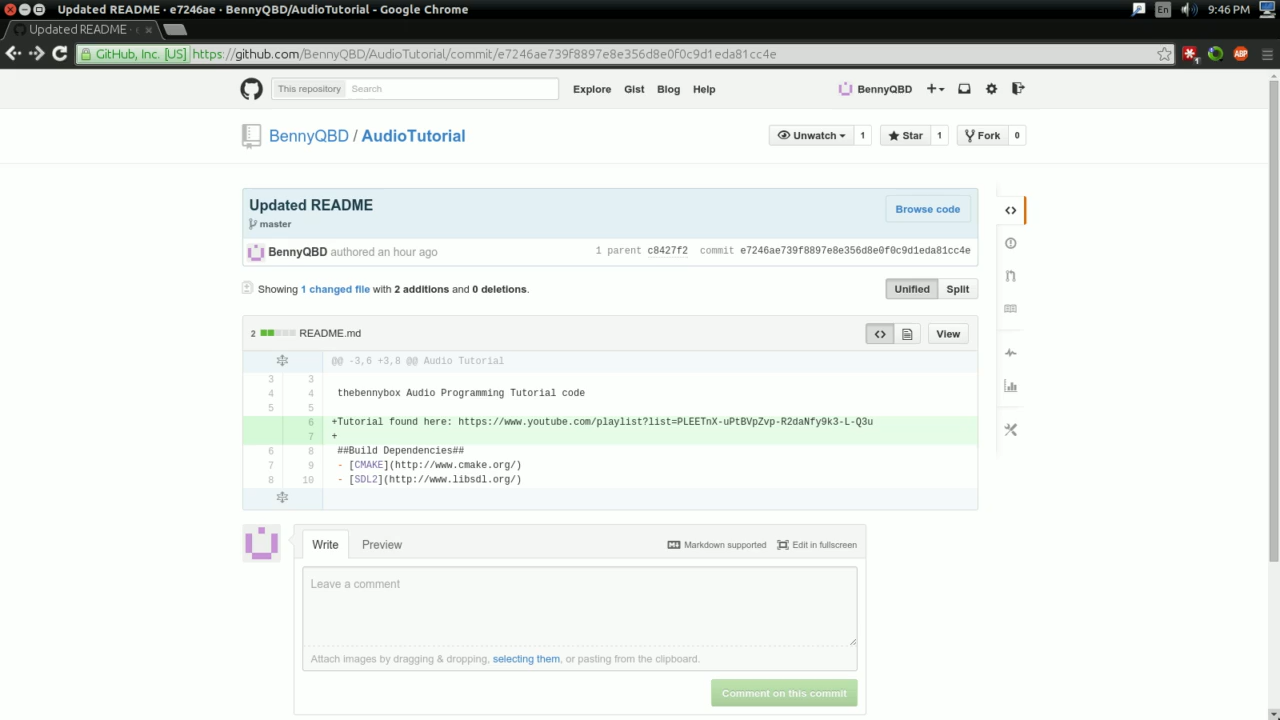 Updated README · e7246ae · BennyQBD/AudioTutorial - Google Chrome
En
9:46 PM
Updated README ·
GitHub, Inc. [US] https://github.com/BennyQBD/AudioTutorial/commit/e7246ae739f8897e8e356d8e0f0c9d1eda81cc4e
1
ABP
This repository Search
Explore Gist Blog Help
BennyQBD
BennyQBD / AudioTutorial
Unwatch 1 Star 1 Fork 0
Updated README
Browse code
master
BennyQBD authored an hour ago
1 parent c8427f2 commit e7246ae739f8897e8e356d8e0f0c9d1eda81cc4e
Showing 1 changed file with 2 additions and 0 deletions.
Unified Split
2 README.md
View
@@ -3,6 +3,8 @@ Audio Tutorial
3 3
4 4 thebennybox Audio Programming Tutorial code
5 5
6 +Tutorial found here: https://www.youtube.com/playlist?list=PLEETnX-uPtBVpZvp-R2daNfy9k3-L-Q3u
7 +
6 8 ##Build Dependencies##
7 9 - [CMAKE](http://www.cmake.org/)
8 10 - [SDL2](http://www.libsdl.org/)
Write Preview
Markdown supported Edit in fullscreen
Leave a comment
Attach images by dragging & dropping, selecting them, or pasting from the clipboard.
Comment on this commit